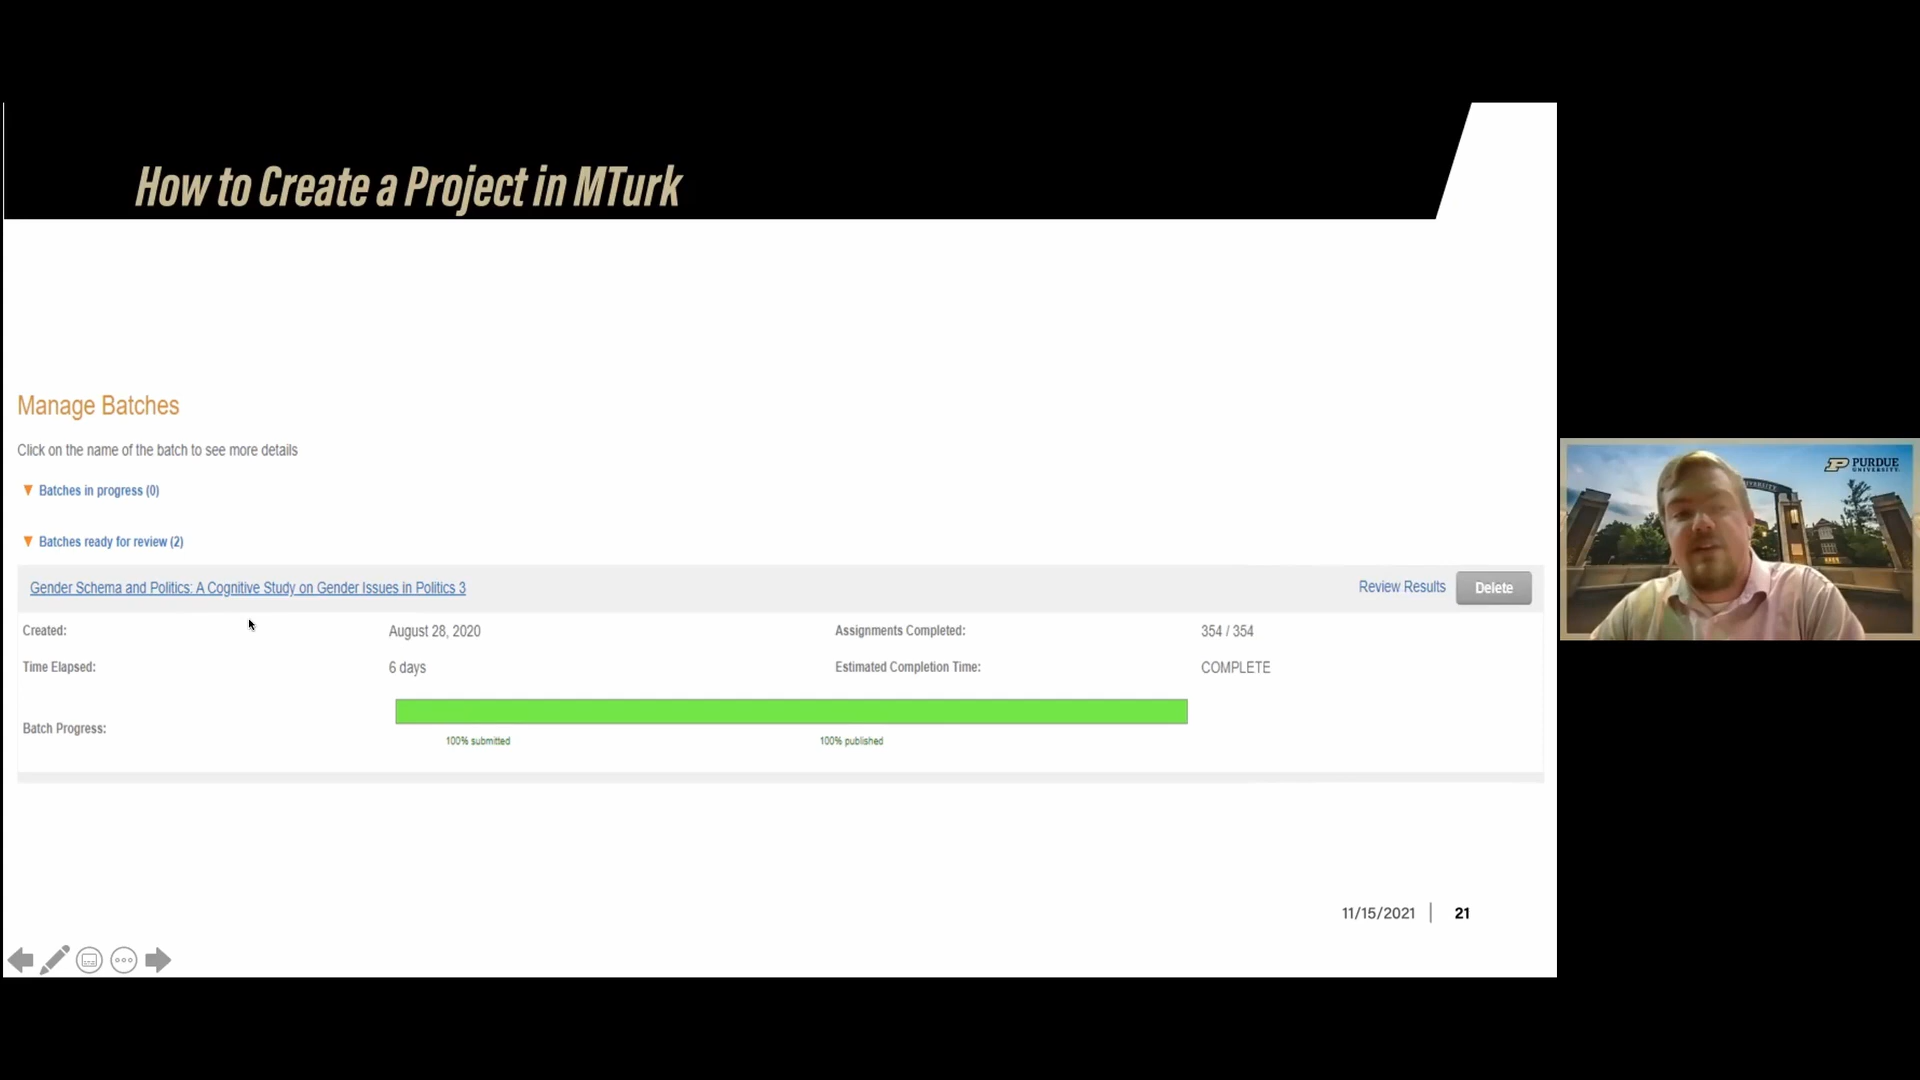 How to Create a Project in MTurk
Manage Batches
Click on the name of the batch to see more details
Batches in progress (0)
Batches ready for review (2)
Gender Schema and Politics: A Cognitive Study on Gender Issues in Politics 3
Review Results
Delete
Created:
August 28, 2020
Assignments Completed:
354 / 354
Time Elapsed:
6 days
Estimated Completion Time:
COMPLETE
Batch Progress:
100% submitted
100% published
11/15/2021
21
PURDUE
UNIVERSITY